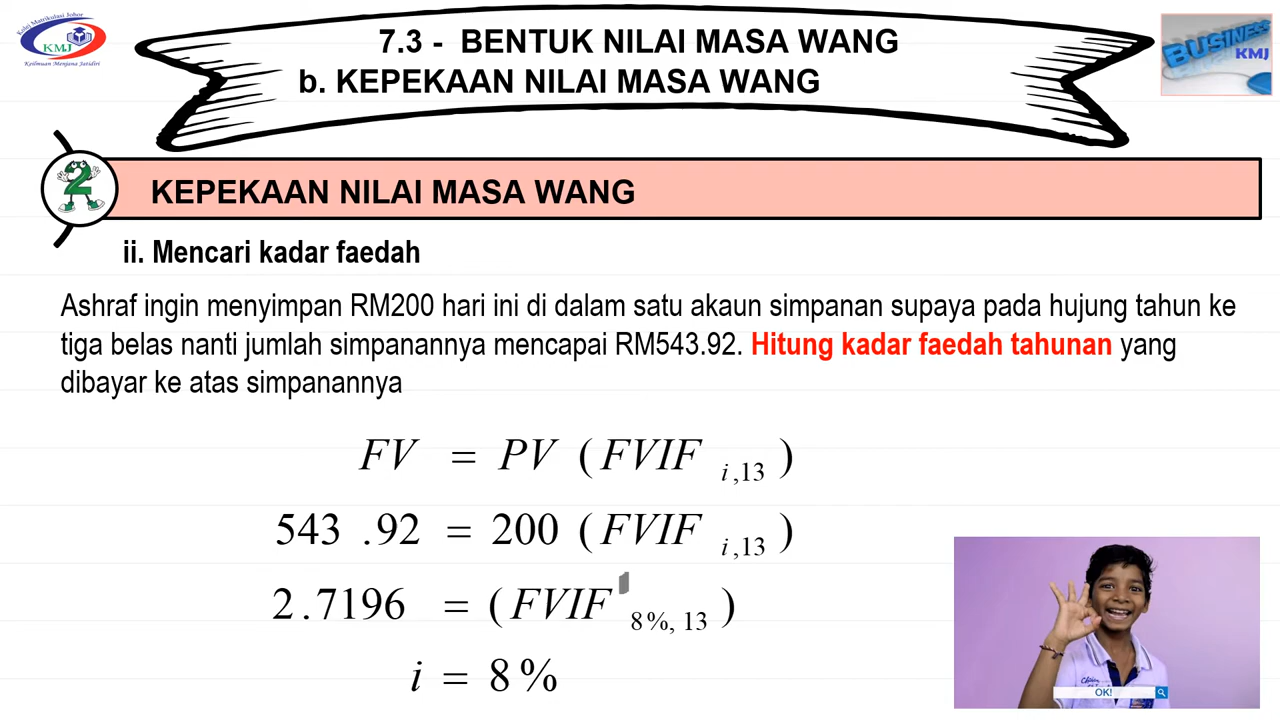 Kolej Matrikulasi Johor
KMJ
Keilmuan Menjana Jatidiri
7.3 - BENTUK NILAI MASA WANG
b. KEPEKAAN NILAI MASA WANG
BUSINESS
KMJ
2
KEPEKAAN NILAI MASA WANG
ii. Mencari kadar faedah
Ashraf ingin menyimpan RM200 hari ini di dalam satu akaun simpanan supaya pada hujung tahun ke
tiga belas nanti jumlah simpanannya mencapai RM543.92. Hitung kadar faedah tahunan yang
dibayar ke atas simpanannya
FV = PV ( FVIF i ,13 )
543 .92 = 200 ( FVIF i ,13 )
2 . 7196 = ( FVIF 8 %, 13 )
i = 8 %
OK!